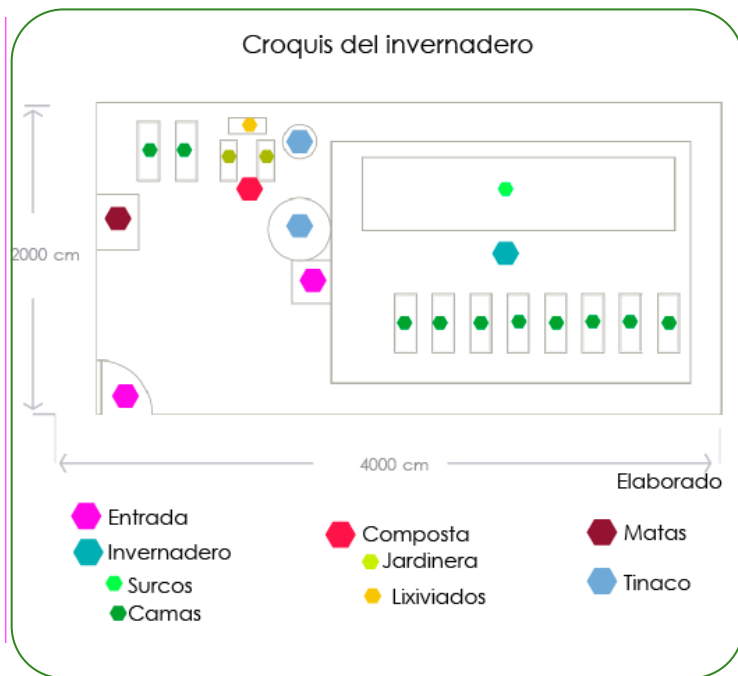 Croquis del invernadero
2000 cm
4000 cm
Elaborado
Entrada
Invernadero
Surcos
Camas
Composta
Jardinera
Lixiviados
Matas
Tinaco